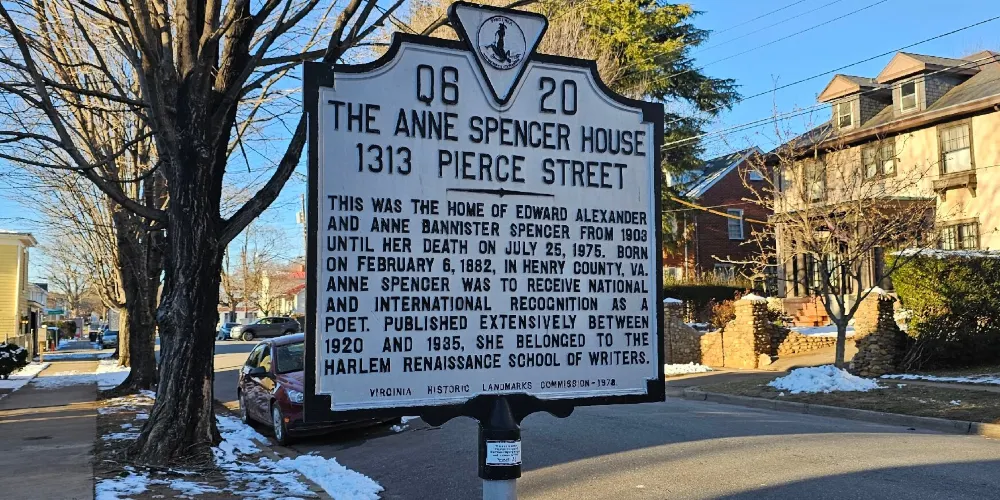 Q6 20
THE ANNE SPENCER HOUSE
1313 PIERCE STREET
THIS WAS THE HOME OF EDWARD ALEXANDER
AND ANNE BANNISTER SPENCER FROM 1903
UNTIL HER DEATH ON JULY 25, 1975. BORN
ON FEBRUARY 6, 1882, IN HENRY COUNTY, VA.
ANNE SPENCER WAS TO RECEIVE NATIONAL
AND INTERNATIONAL RECOGNITION AS A
POET. PUBLISHED EXTENSIVELY BETWEEN
1920 AND 1935, SHE BELONGED TO THE
HARLEM RENAISSANCE SCHOOL OF WRITERS.
VIRGINIA HISTORIC LANDMARKS COMMISSION-1978